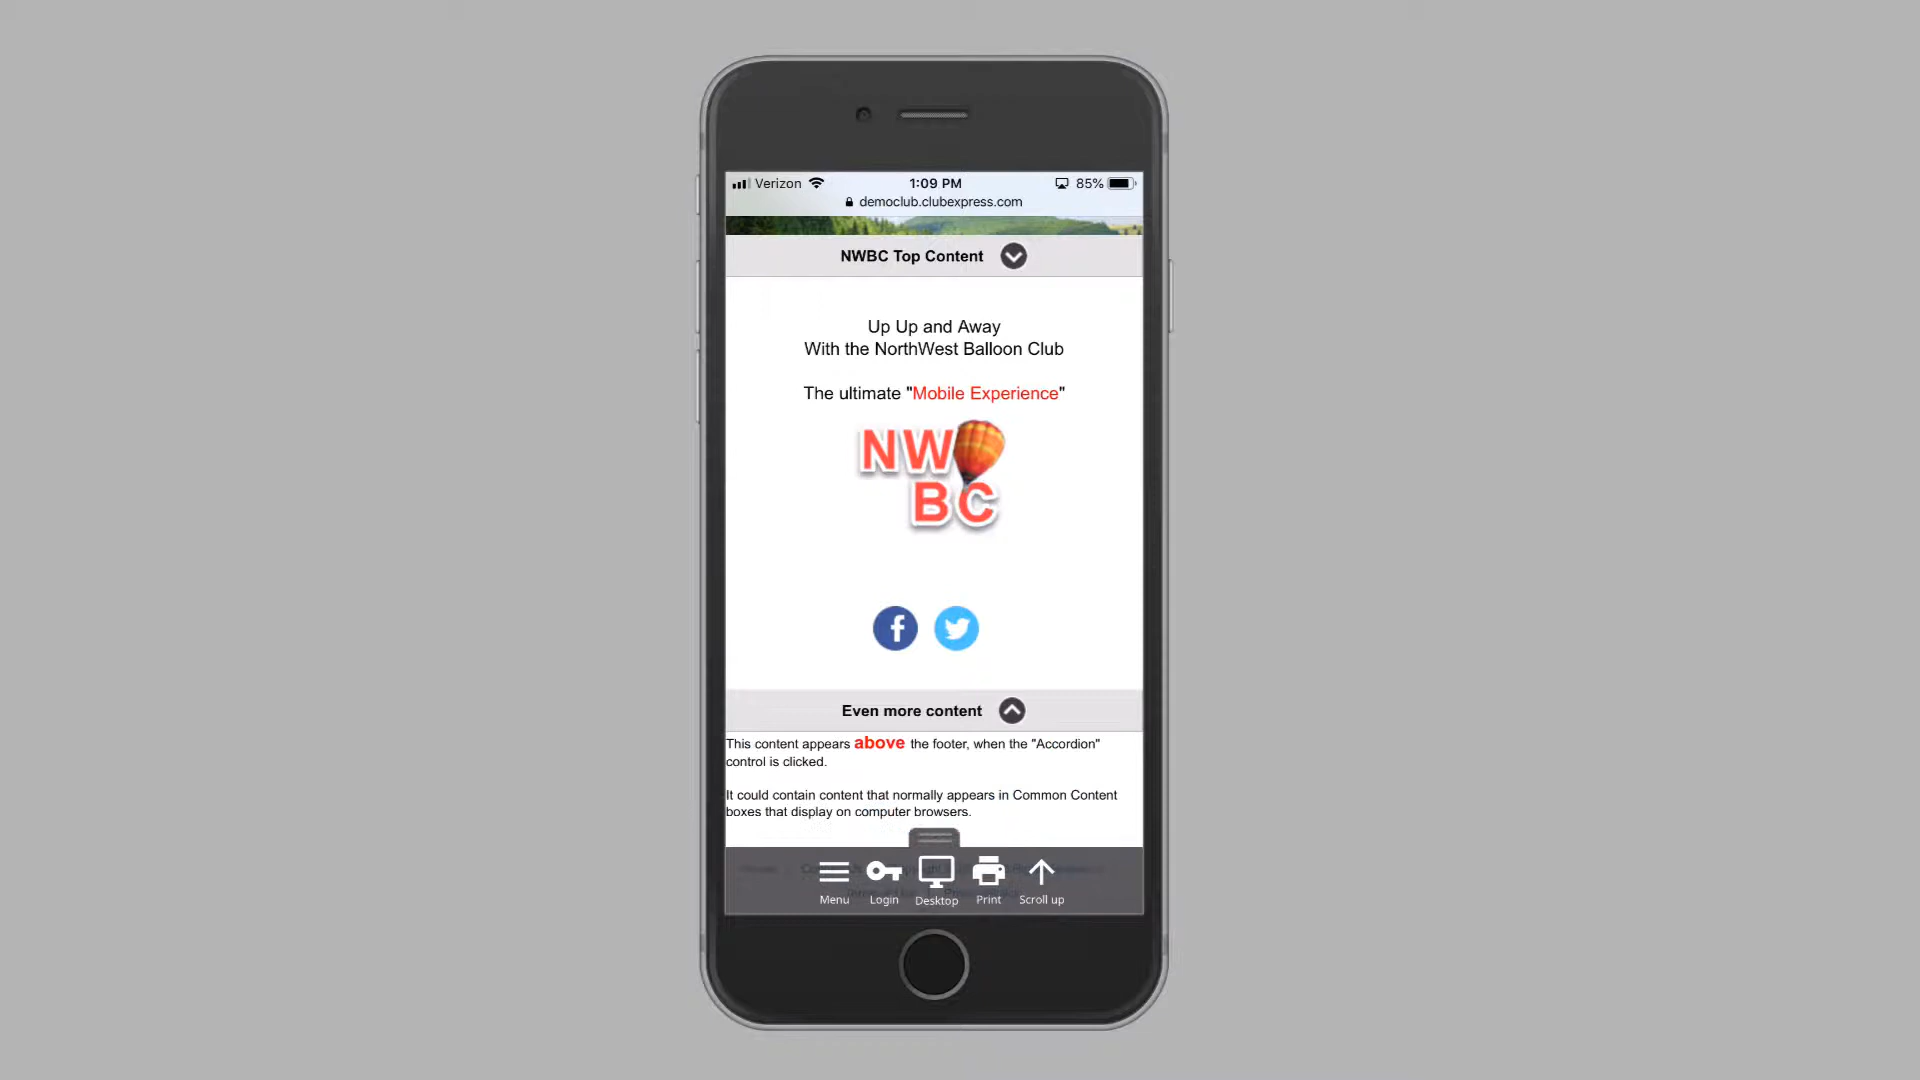 Verizon 1:09 PM 85%
democlub.clubexpress.com
NWBC Top Content
Up Up and Away
With the NorthWest Balloon Club
The ultimate "Mobile Experience"
NW
BC
Even more content
This content appears above the footer, when the "Accordion"
control is clicked.
It could contain content that normally appears in Common Content
boxes that display on computer browsers.
Menu Login Desktop Print Scroll up